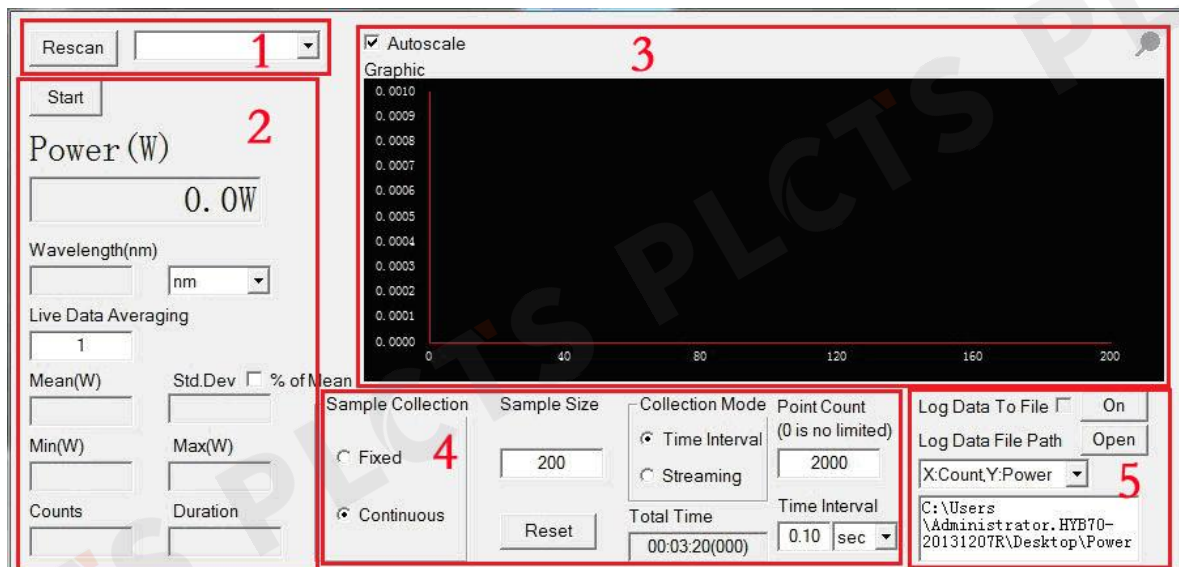 Rescan
1
Autoscale
3
Graphic
Start
2
Power(W)
0.0W
Wavelength(nm)
nm
Live Data Averaging
1
Mean(W) Std.Dev % of Mean
Min(W) Max(W)
Counts Duration
0.0010
0.0009
0.0008
0.0007
0.0006
0.0005
0.0004
0.0003
0.0002
0.0001
0.0000
0 40 80 120 160 200
Sample Collection
Fixed
4
Continuous
Sample Size
200
Reset
Collection Mode
Time Interval
Streaming
Total Time
00:03:20(000)
Point Count
(0 is no limited)
2000
Time Interval
0.10 sec
Log Data To File On
Log Data File Path Open
X:Count,Y:Power
5
C:\Users
\Administrator.HYB70-
20131207R\Desktop\Power
PLCTS PLCTS PLCTS